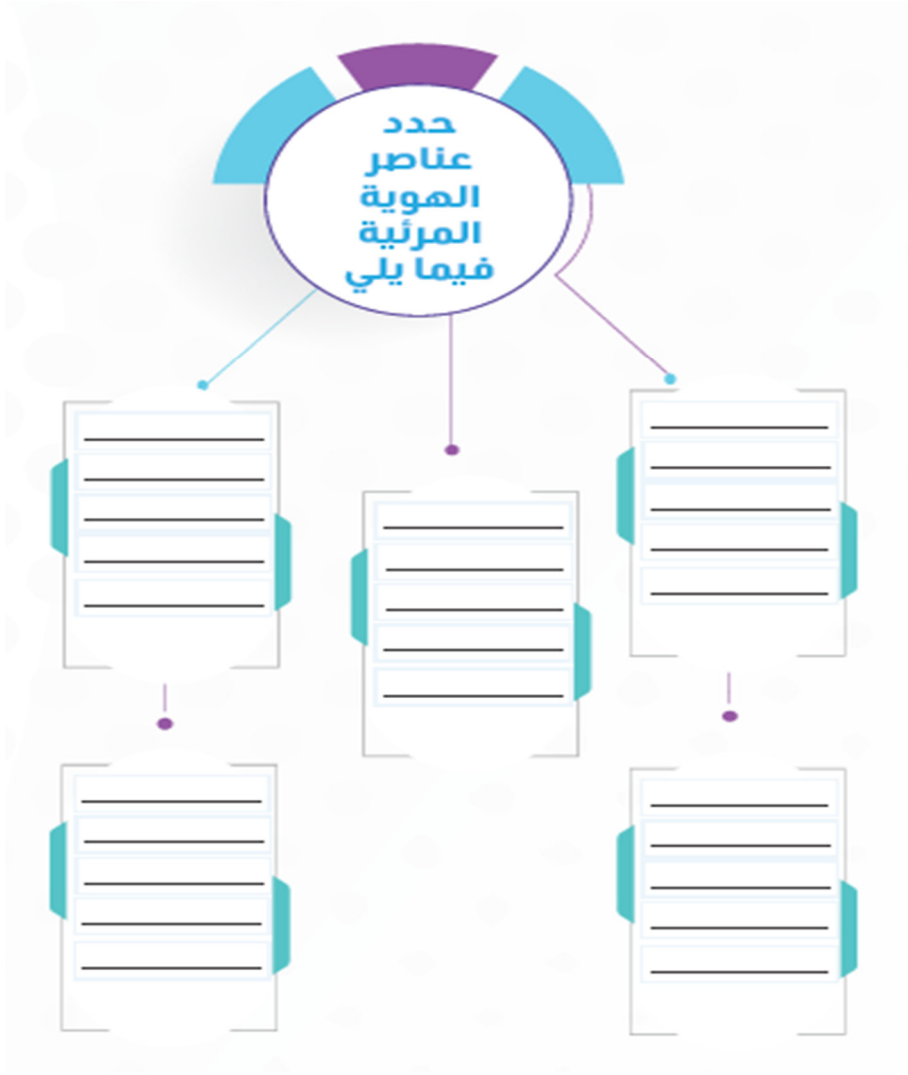 حدد
عناصر
الهوية
المرئية
فيما يلي